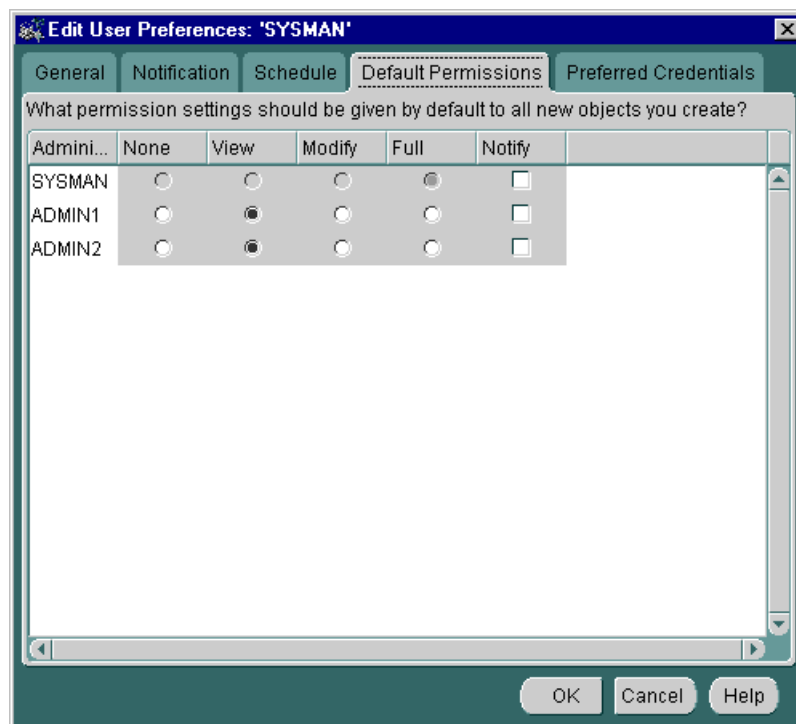 Edit User Preferences: 'SYSMAN'
General Notification Schedule Default Permissions Preferred Credentials
What permission settings should be given by default to all new objects you create?
Admini... None View Modify Full Notify
SYSMAN
ADMIN1
ADMIN2
OK Cancel Help